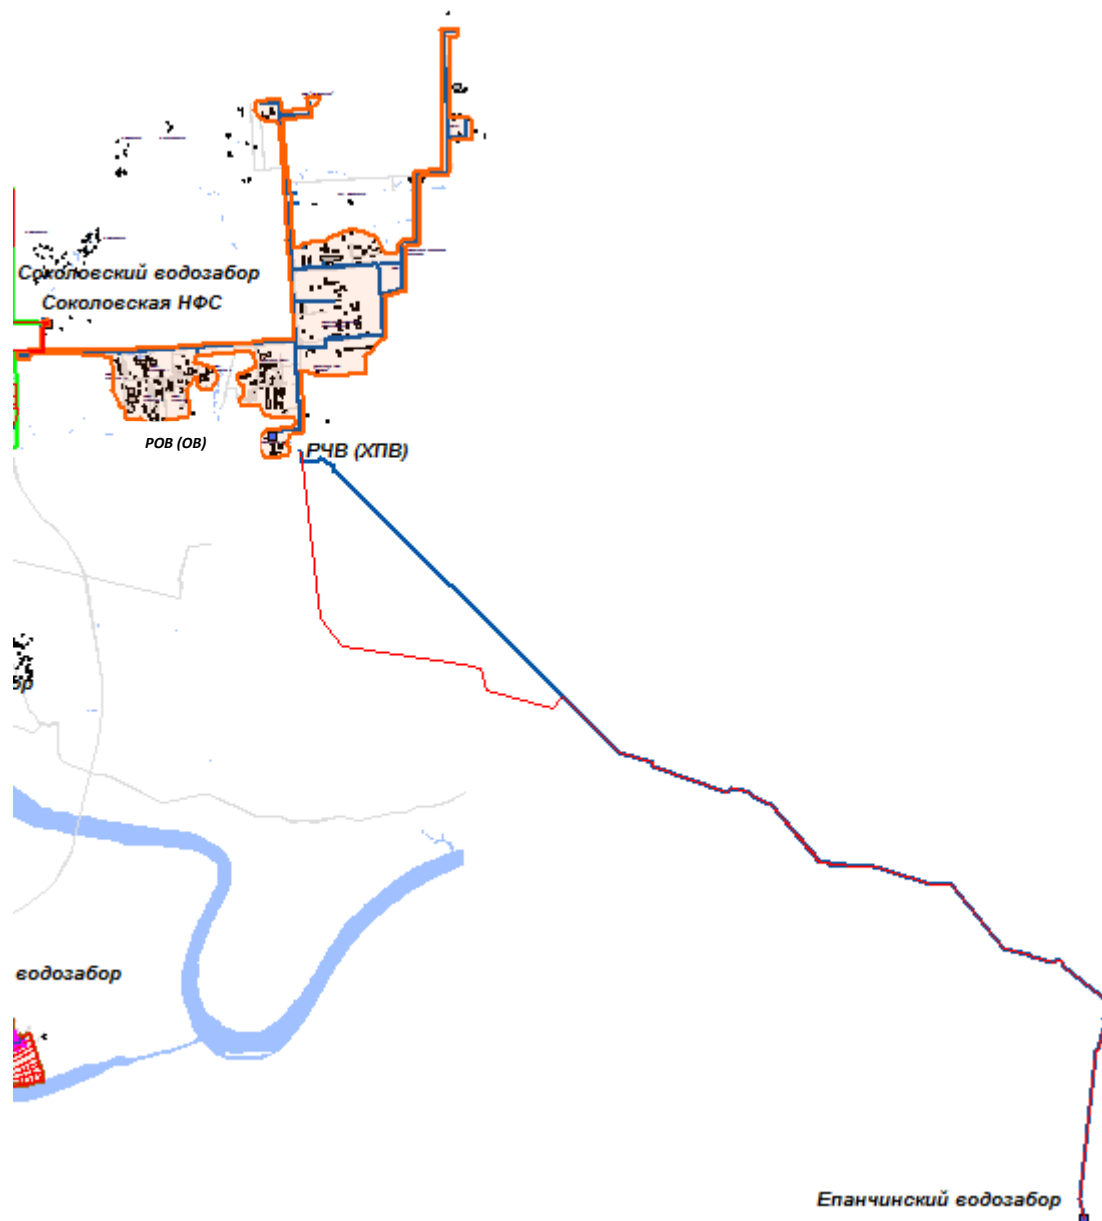 Соколовский водозабор
Соколовская НФС
РОВ (ОВ)
РЧВ (ХПВ)
водозабор
Епанчинский водозабор